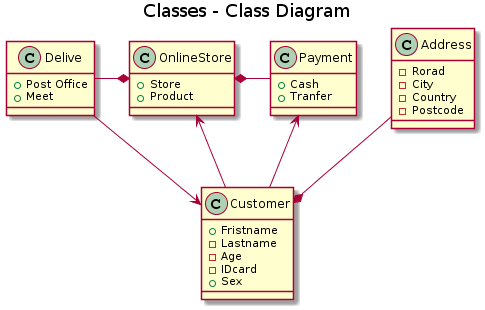 Classes - Class Diagram
C Delive
Post Office
Meet
C OnlineStore
Store
Product
C Payment
Cash
Tranfer
C Address
Rorad
City
Country
Postcode
C Customer
Fristname
Lastname
Age
IDcard
Sex